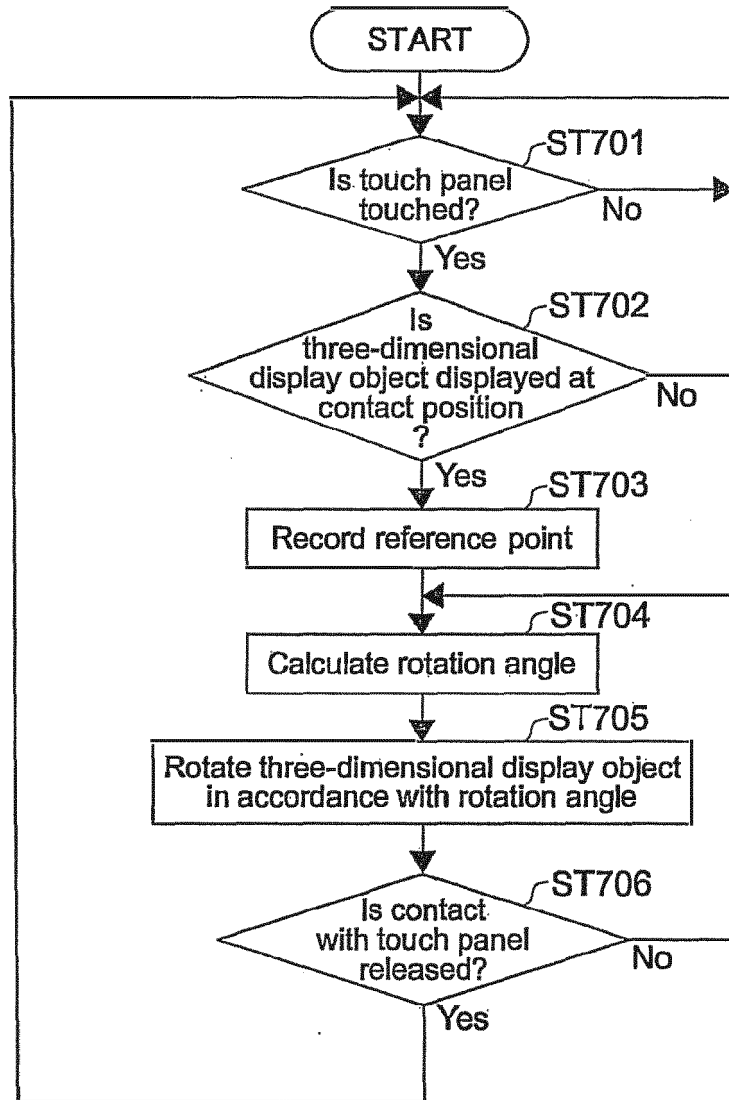 START
ST701
Is touch panel
touched?
No
Yes
ST702
Is
three-dimensional
display object displayed at
contact position
?
No
Yes
ST703
Record reference point
ST704
Calculate rotation angle
ST705
Rotate three-dimensional display object
in accordance with rotation angle
ST706
Is contact
with touch panel
released?
No
Yes